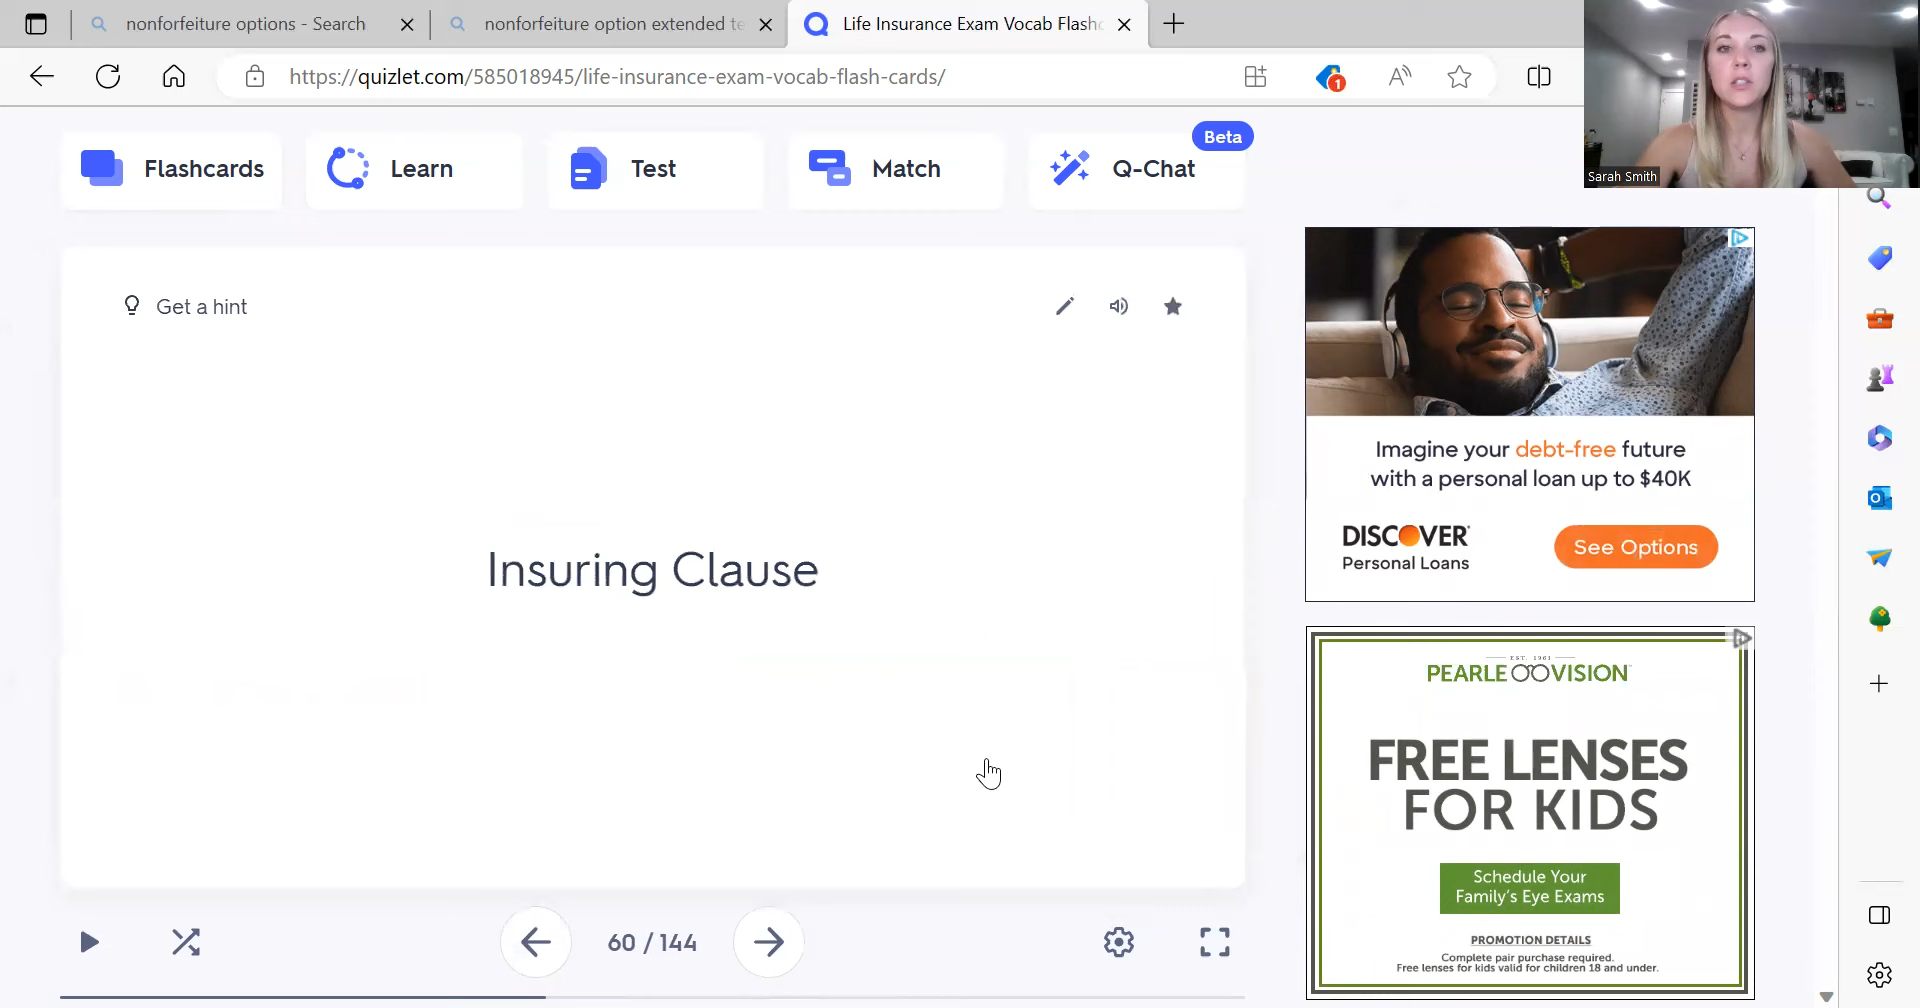 nonforfeiture options - Search
nonforfeiture option extended te
Life Insurance Exam Vocab Flashc
https://quizlet.com/585018945/life-insurance-exam-vocab-flash-cards/
1
Sarah Smith
Flashcards
Learn
Test
Match
Q-Chat
Beta
Get a hint
Insuring Clause
60 / 144
Imagine your debt-free future
with a personal loan up to $40K
DISCOVER
Personal Loans
See Options
EST. 1961
PEARLE VISION
FREE LENSES
FOR KIDS
Schedule Your
Family's Eye Exams
PROMOTION DETAILS
Complete pair purchase required.
Free lenses for kids valid for children 18 and under.